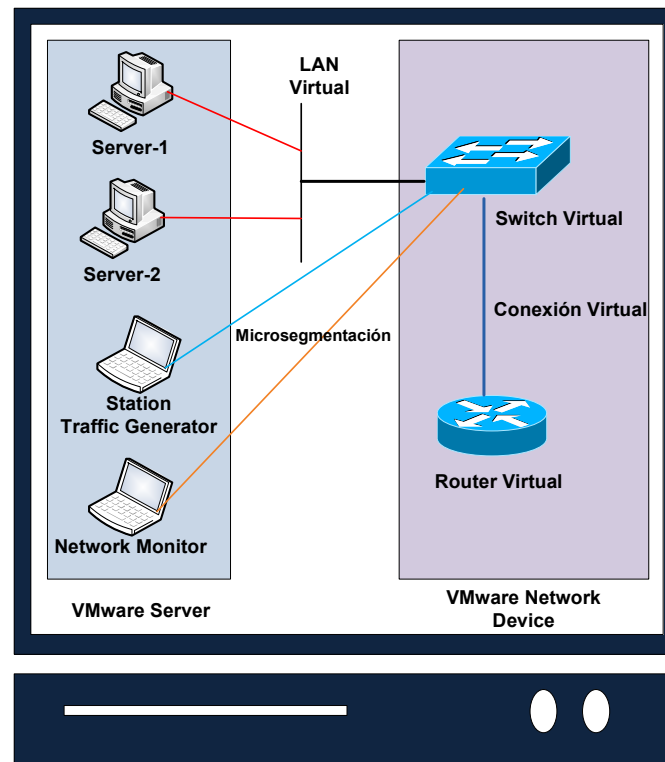 LAN
Virtual
Server-1
Switch Virtual
Server-2
Conexión Virtual
Microsegmentación
Station
Traffic Generator
Router Virtual
Network Monitor
VMware Server
VMware Network
Device